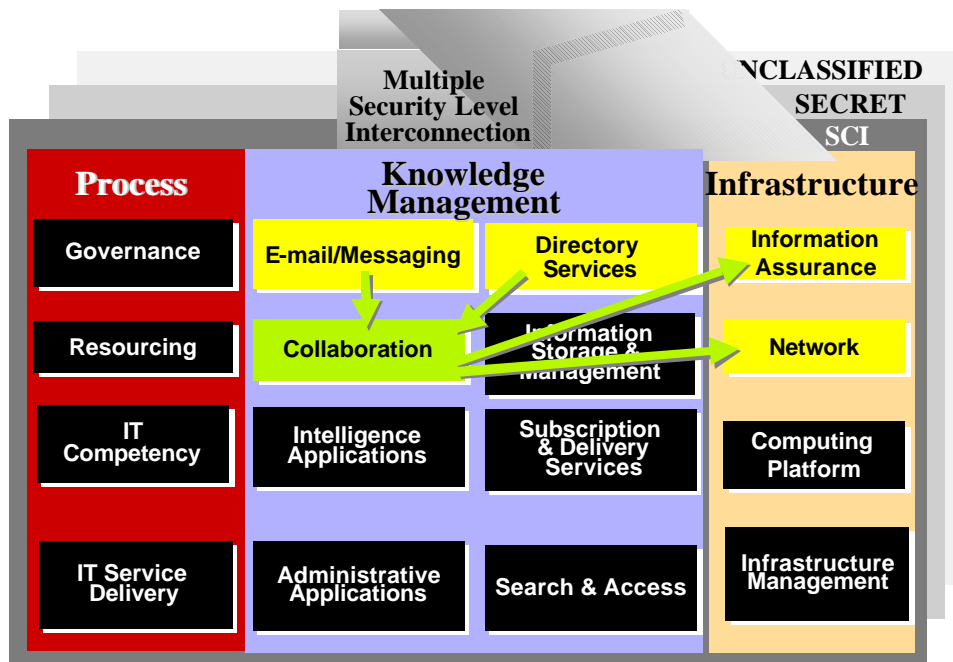 Multiple
Security Level
Interconnection
NCLASSIFIED
SECRET
SCI
Process
Knowledge
Management
Infrastructure
Governance
E-mail/Messaging
Directory
Services
Information
Assurance
Resourcing
Collaboration
Information
Storage &
Management
Network
IT
Competency
Intelligence
Applications
Subscription
& Delivery
Services
Computing
Platform
IT Service
Delivery
Administrative
Applications
Search & Access
Infrastructure
Management